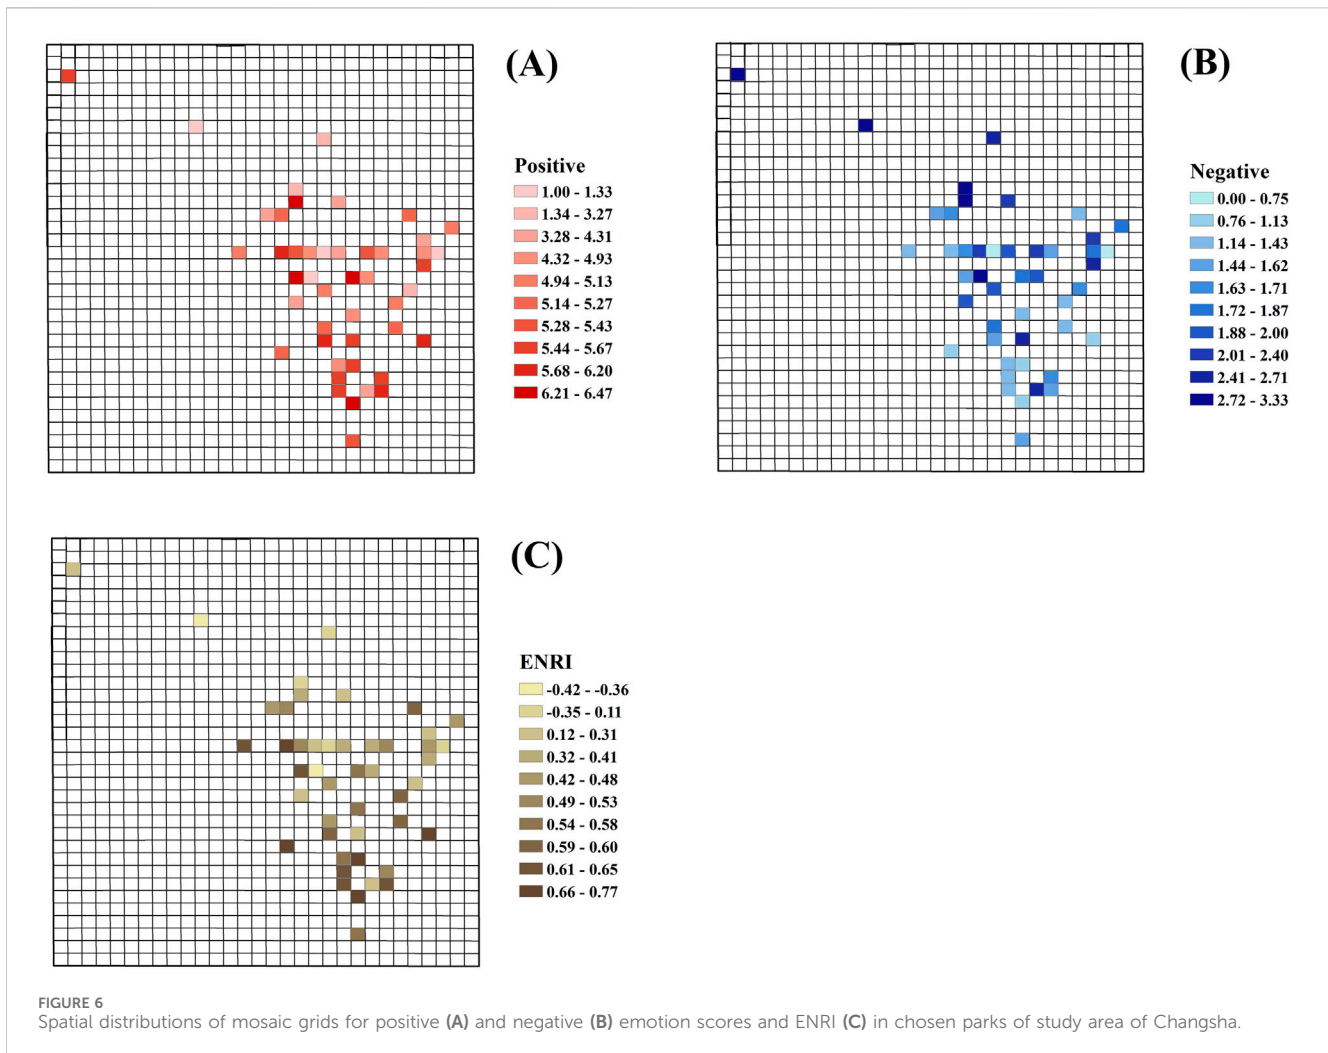 (A)
Positive
1.00 - 1.33
1.34 - 3.27
3.28 - 4.31
4.32 - 4.93
4.94 - 5.13
5.14 - 5.27
5.28 - 5.43
5.44 - 5.67
5.68 - 6.20
6.21 - 6.47
(B)
Negative
0.00 - 0.75
0.76 - 1.13
1.14 - 1.43
1.44 - 1.62
1.63 - 1.71
1.72 - 1.87
1.88 - 2.00
2.01 - 2.40
2.41 - 2.71
2.72 - 3.33
(C)
ENRI
-0.42 - -0.36
-0.35 - 0.11
0.12 - 0.31
0.32 - 0.41
0.42 - 0.48
0.49 - 0.53
0.54 - 0.58
0.59 - 0.60
0.61 - 0.65
0.66 - 0.77
FIGURE 6
Spatial distributions of mosaic grids for positive (A) and negative (B) emotion scores and ENRI (C) in chosen parks of study area of Changsha.